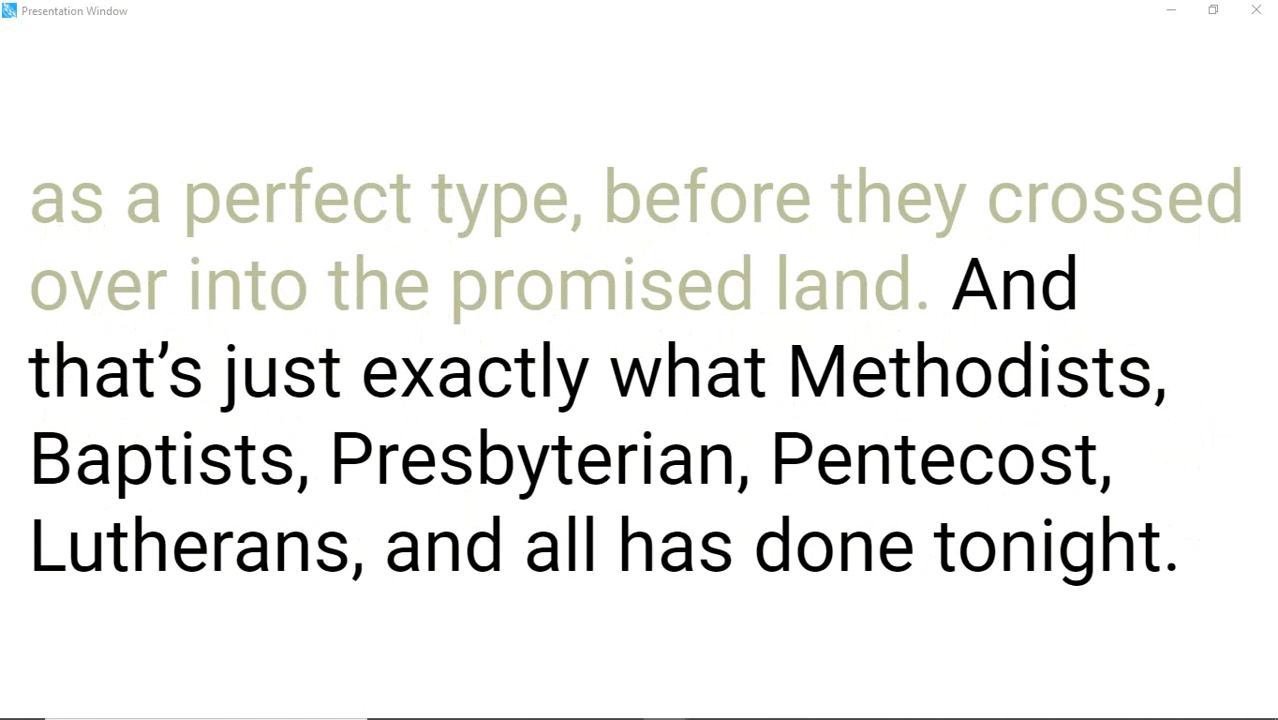 Presentation Window
as a perfect type, before they crossed
over into the promised land. And
that’s just exactly what Methodists,
Baptists, Presbyterian, Pentecost,
Lutherans, and all has done tonight.